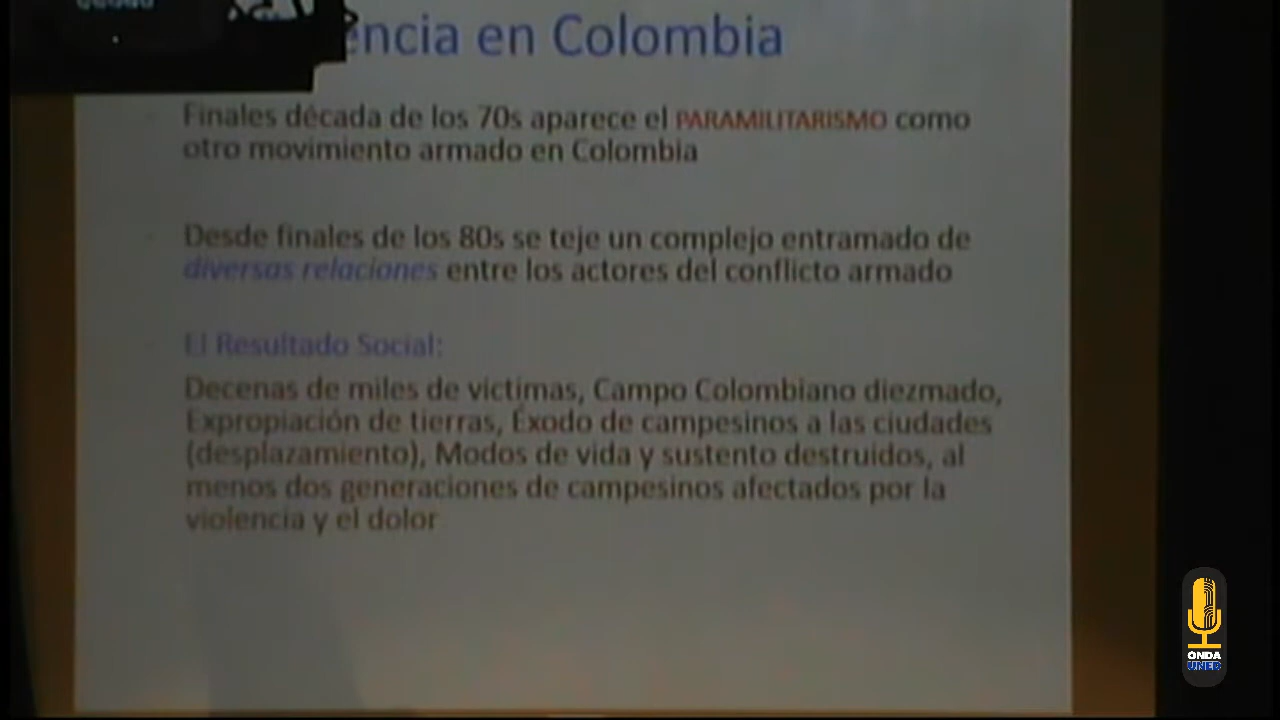 encia en Colombia
Finales década de los 70s aparece el PARAMILITARISMO como
otro movimiento armado en Colombia
Desde finales de los 80s se teje un complejo entramado de
diversas relaciones entre los actores del conflicto armado
El Resultado Social:
Decenas de miles de victimas, Campo Colombiano diezmado,
Expropiación de tierras, Éxodo de campesinos a las ciudades
(desplazamiento), Modos de vida y sustento destruidos, al
menos dos generaciones de campesinos afectados por la
violencia y el dolor
ONDA
UNED